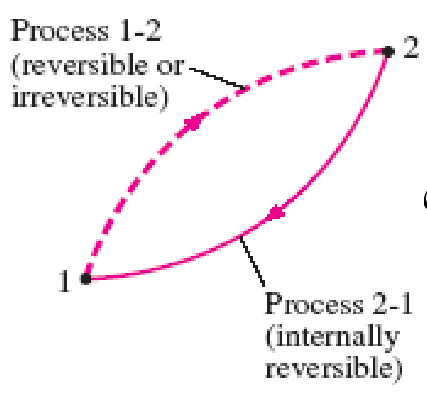 Process 1-2
(reversible or
irreversible)
2
1
Process 2-1
(internally
reversible)